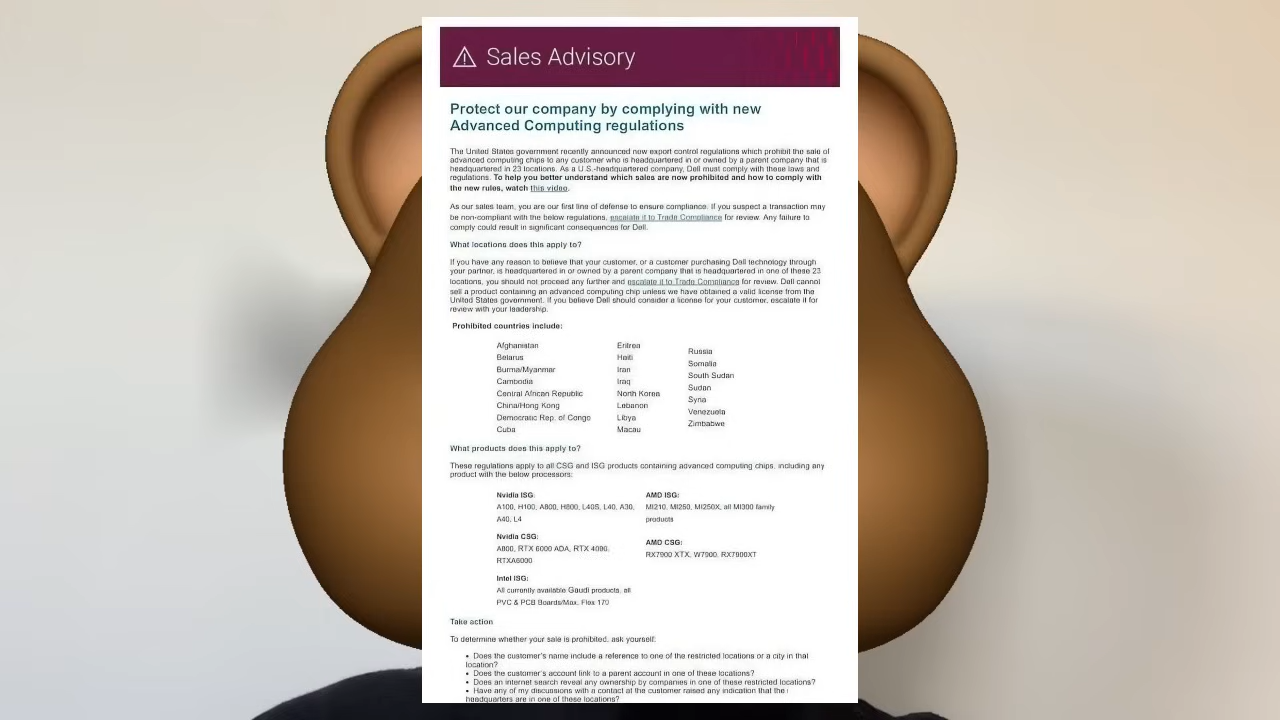 Sales Advisory
Protect our company by complying with new
Advanced Computing regulations
The United States government recently announced new export control regulations which prohibit the sale of
advanced computing chips to any customer who is headquartered in or owned by a parent company that is
headquartered in 23 locations. As a U.S.-headquartered company, Dell must comply with these laws and
regulations. To help you better understand which sales are now prohibited and how to comply with
the new rules, watch this video.
As our sales team, you are our first line of defense to ensure compliance. If you suspect a transaction may
be non-compliant with the below regulations, escalate it to Trade Compliance for review. Any failure to
comply could result in significant consequences for Dell.
What locations does this apply to?
If you have any reason to believe that your customer, or a customer purchasing Dell technology through
your partner, is headquartered in or owned by a parent company that is headquartered in one of these 23
locations, you should not proceed any further and escalate it to Trade Compliance for review. Dell cannot
sell a product containing an advanced computing chip unless we have obtained a valid license from the
United States government. If you believe Dell should consider a license for your customer, escalate it for
review with your leadership.
Prohibited countries include:
Afghanistan
Belarus
Burma/Myanmar
Cambodia
Central African Republic
China/Hong Kong
Democratic Rep. of Congo
Cuba
Eritrea
Haiti
Iran
Iraq
North Korea
Lebanon
Libya
Macau
Russia
Somalia
South Sudan
Sudan
Syria
Venezuela
Zimbabwe
What products does this apply to?
These regulations apply to all CSG and ISG products containing advanced computing chips, including any
product with the below processors:
Nvidia ISG:
A100, H100, A800, H800, L40S, L40, A30,
A40, L4
Nvidia CSG:
A800, RTX 6000 ADA, RTX 4090,
RTXA6000
Intel ISG:
All currently available Gaudi products, all
PVC & PCB Boards/Max, Flex 170
AMD ISG:
MI210, MI250, MI250X, all MI300 family
products
AMD CSG:
RX7900 XTX, W7900, RX7900XT
Take action
To determine whether your sale is prohibited, ask yourself:
• Does the customer's name include a reference to one of the restricted locations or a city in that
location?
• Does the customer's account link to a parent account in one of these locations?
• Does an internet search reveal any ownership by companies in one of these restricted locations?
• Have any of my discussions with a contact at the customer raised any indication that the
headquarters are in one of these locations?